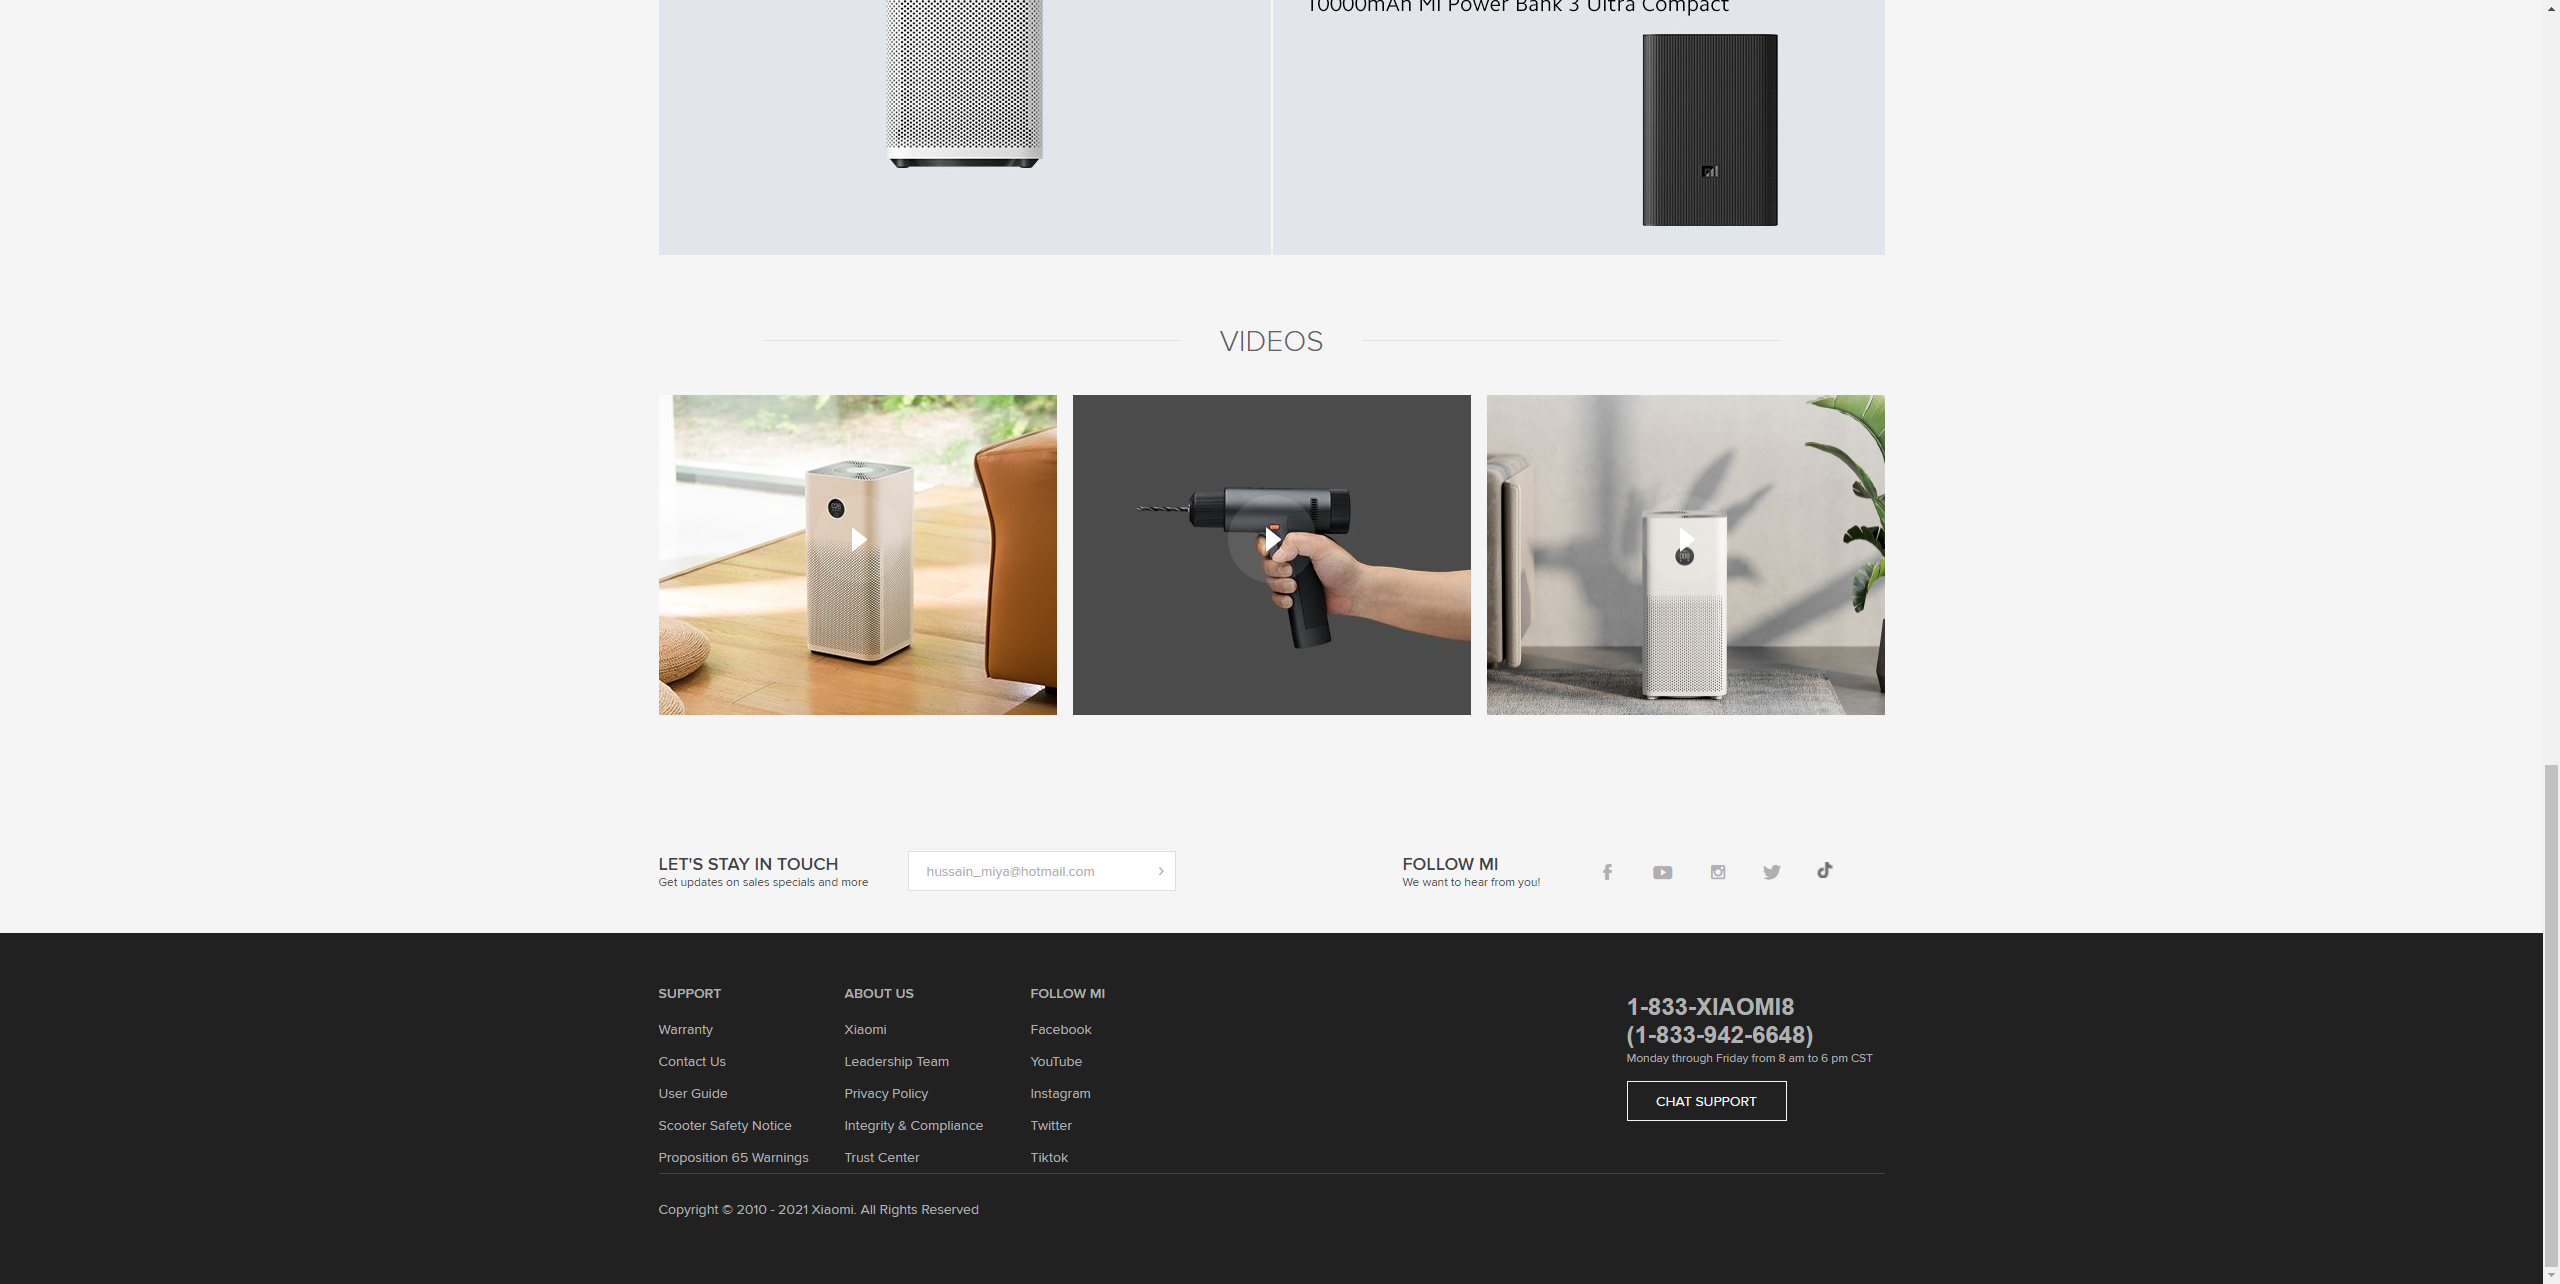 10000mAh Mi Power Bank 3 Ultra Compact
VIDEOS
LET'S STAY IN TOUCH
Get updates on sales specials and more
hussain_miya@hotmail.com
FOLLOW MI
We want to hear from you!
SUPPORT
Warranty
Contact Us
User Guide
Scooter Safety Notice
Proposition 65 Warnings
ABOUT US
Xiaomi
Leadership Team
Privacy Policy
Integrity & Compliance
Trust Center
FOLLOW MI
Facebook
YouTube
Instagram
Twitter
Tiktok
1-833-XIAOMI8
(1-833-942-6648)
Monday through Friday from 8 am to 6 pm CST
CHAT SUPPORT
Copyright © 2010 - 2021 Xiaomi. All Rights Reserved